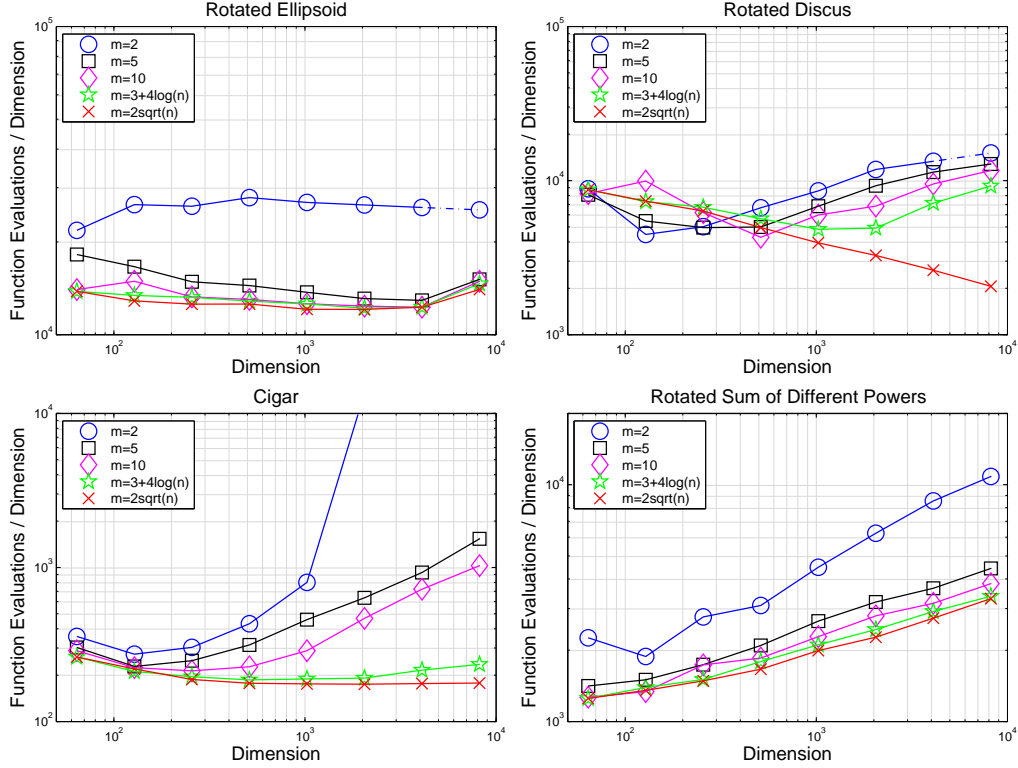 Rotated Ellipsoid
10^5
10^4
Function Evaluations / Dimension
m=2
m=5
m=10
m=3+4log(n)
m=2sqrt(n)
10^2
10^3
10^4
Dimension
Rotated Discus
10^5
10^4
10^3
Function Evaluations / Dimension
m=2
m=5
m=10
m=3+4log(n)
m=2sqrt(n)
10^2
10^3
10^4
Dimension
Cigar
10^4
10^3
10^2
Function Evaluations / Dimension
m=2
m=5
m=10
m=3+4log(n)
m=2sqrt(n)
10^2
10^3
10^4
Dimension
Rotated Sum of Different Powers
10^4
10^3
Function Evaluations / Dimension
m=2
m=5
m=10
m=3+4log(n)
m=2sqrt(n)
10^2
10^3
10^4
Dimension